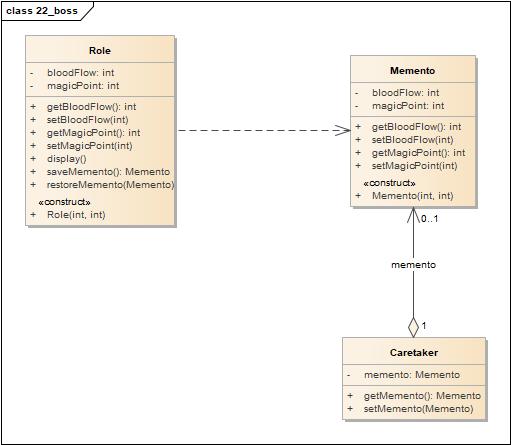 class 22_boss
Role
- bloodFlow: int
- magicPoint: int
+ getBloodFlow(): int
+ setBloodFlow(int)
+ getMagicPoint(): int
+ setMagicPoint(int)
+ display()
+ saveMemento(): Memento
+ restoreMemento(Memento)
«construct»
+ Role(int, int)
Memento
- bloodFlow: int
- magicPoint: int
+ getBloodFlow(): int
+ setBloodFlow(int)
+ getMagicPoint(): int
+ setMagicPoint(int)
«construct»
+ Memento(int, int)
0..1
memento
1
Caretaker
- memento: Memento
+ getMemento(): Memento
+ setMemento(Memento)